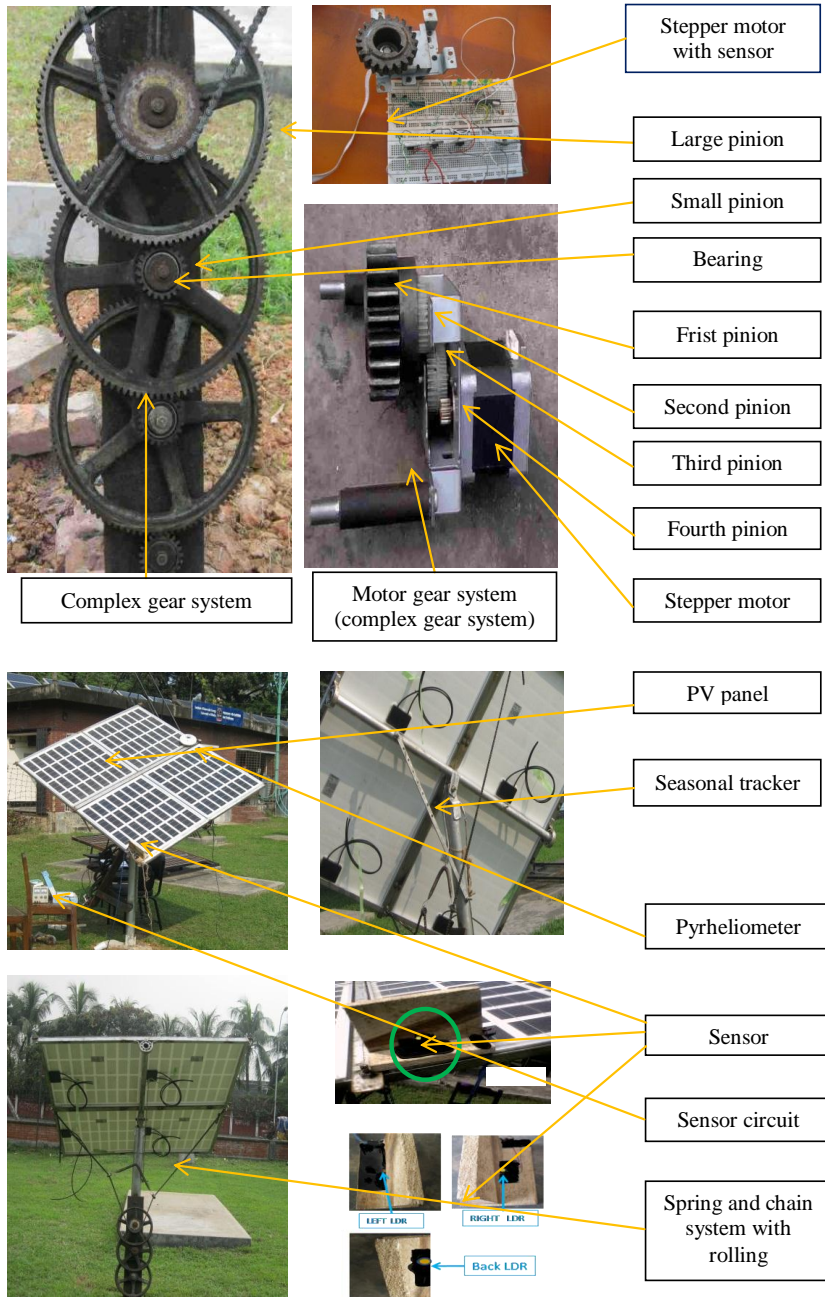 Stepper motor
with sensor
Large pinion
Small pinion
Bearing
Frist pinion
Second pinion
Third pinion
Fourth pinion
Stepper motor
Complex gear system
Motor gear system
(complex gear system)
PV panel
Seasonal tracker
Pyrheliometer
Sensor
Sensor circuit
Spring and chain
system with
rolling
LEFT LDR
RIGHT LDR
Back LDR